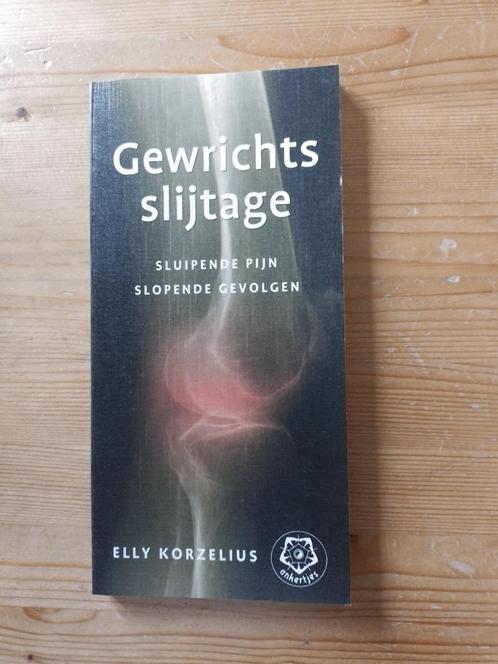 Gewrichts
slijtage
SLUIPENDE PIJN
SLOPENDE GEVOLGEN
ELLY KORZELIUS
ankertjes